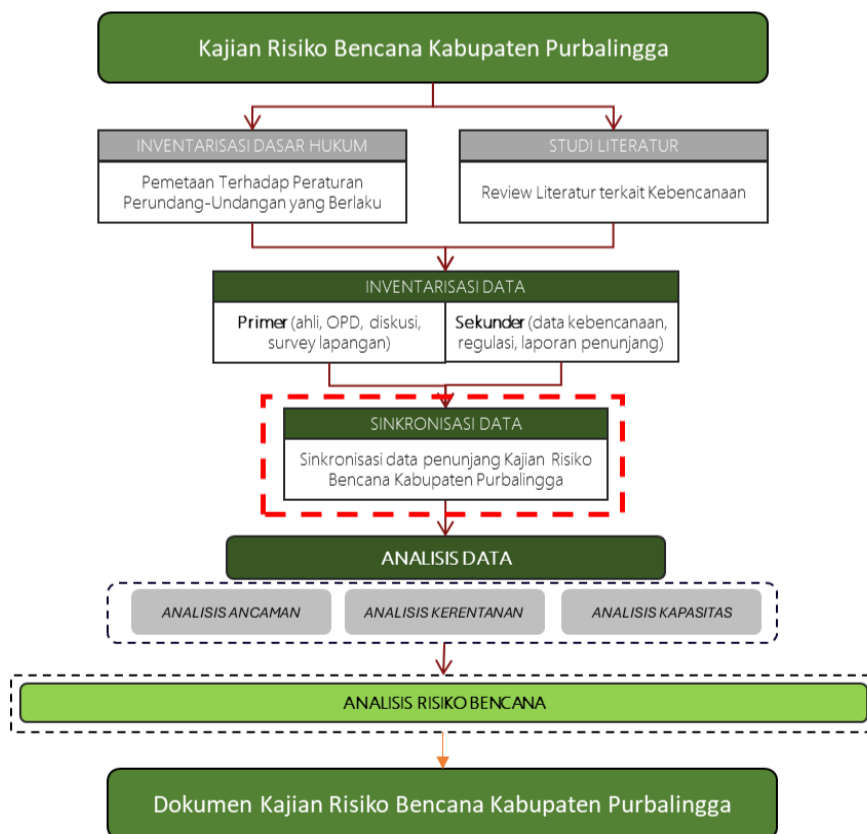 Kajian Risiko Bencana Kabupaten Purbalingga
INVENTARISASI DASAR HUKUM
Pemetaan Terhadap Peraturan
Perundang-Undangan yang Berlaku
STUDI LITERATUR
Review Literatur terkait Kebencanaan
INVENTARISASI DATA
Primer (ahli, OPD, diskusi,
survey lapangan)
Sekunder (data kebencanaan,
regulasi, laporan penunjang)
SINKRONISASI DATA
Sinkronisasi data penunjang Kajian Risiko
Bencana Kabupaten Purbalingga
ANALISIS DATA
ANALISIS ANCAMAN
ANALISIS KERENTANAN
ANALISIS KAPASITAS
ANALISIS RISIKO BENCANA
Dokumen Kajian Risiko Bencana Kabupaten Purbalingga